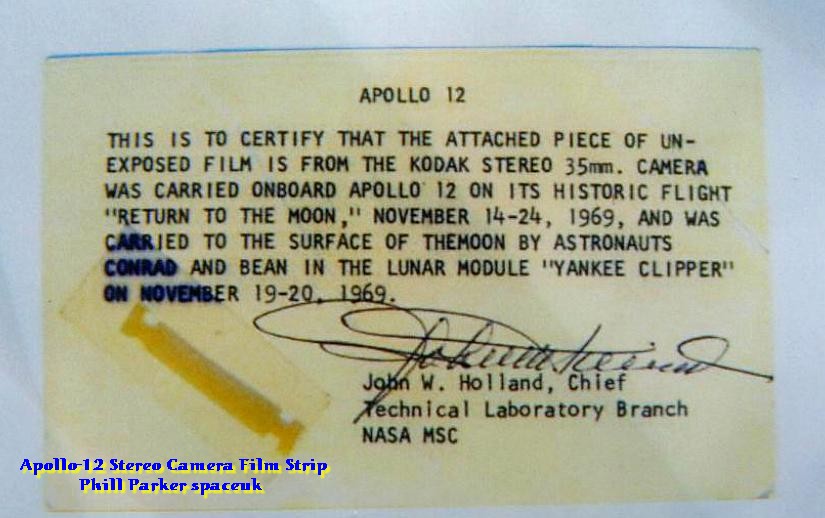 APOLLO 12
THIS IS TO CERTIFY THAT THE ATTACHED PIECE OF UN-
EXPOSED FILM IS FROM THE KODAK STEREO 35mm. CAMERA
WAS CARRIED ONBOARD APOLLO 12 ON ITS HISTORIC FLIGHT
"RETURN TO THE MOON," NOVEMBER 14-24, 1969, AND WAS
CARRIED TO THE SURFACE OF THEMOON BY ASTRONAUTS
CONRAD AND BEAN IN THE LUNAR MODULE "YANKEE CLIPPER"
ON NOVEMBER 19-20, 1969.
John W. Holland, Chief
Technical Laboratory Branch
NASA MSC
Apollo-12 Stereo Camera Film Strip
Phill Parker spaceuk